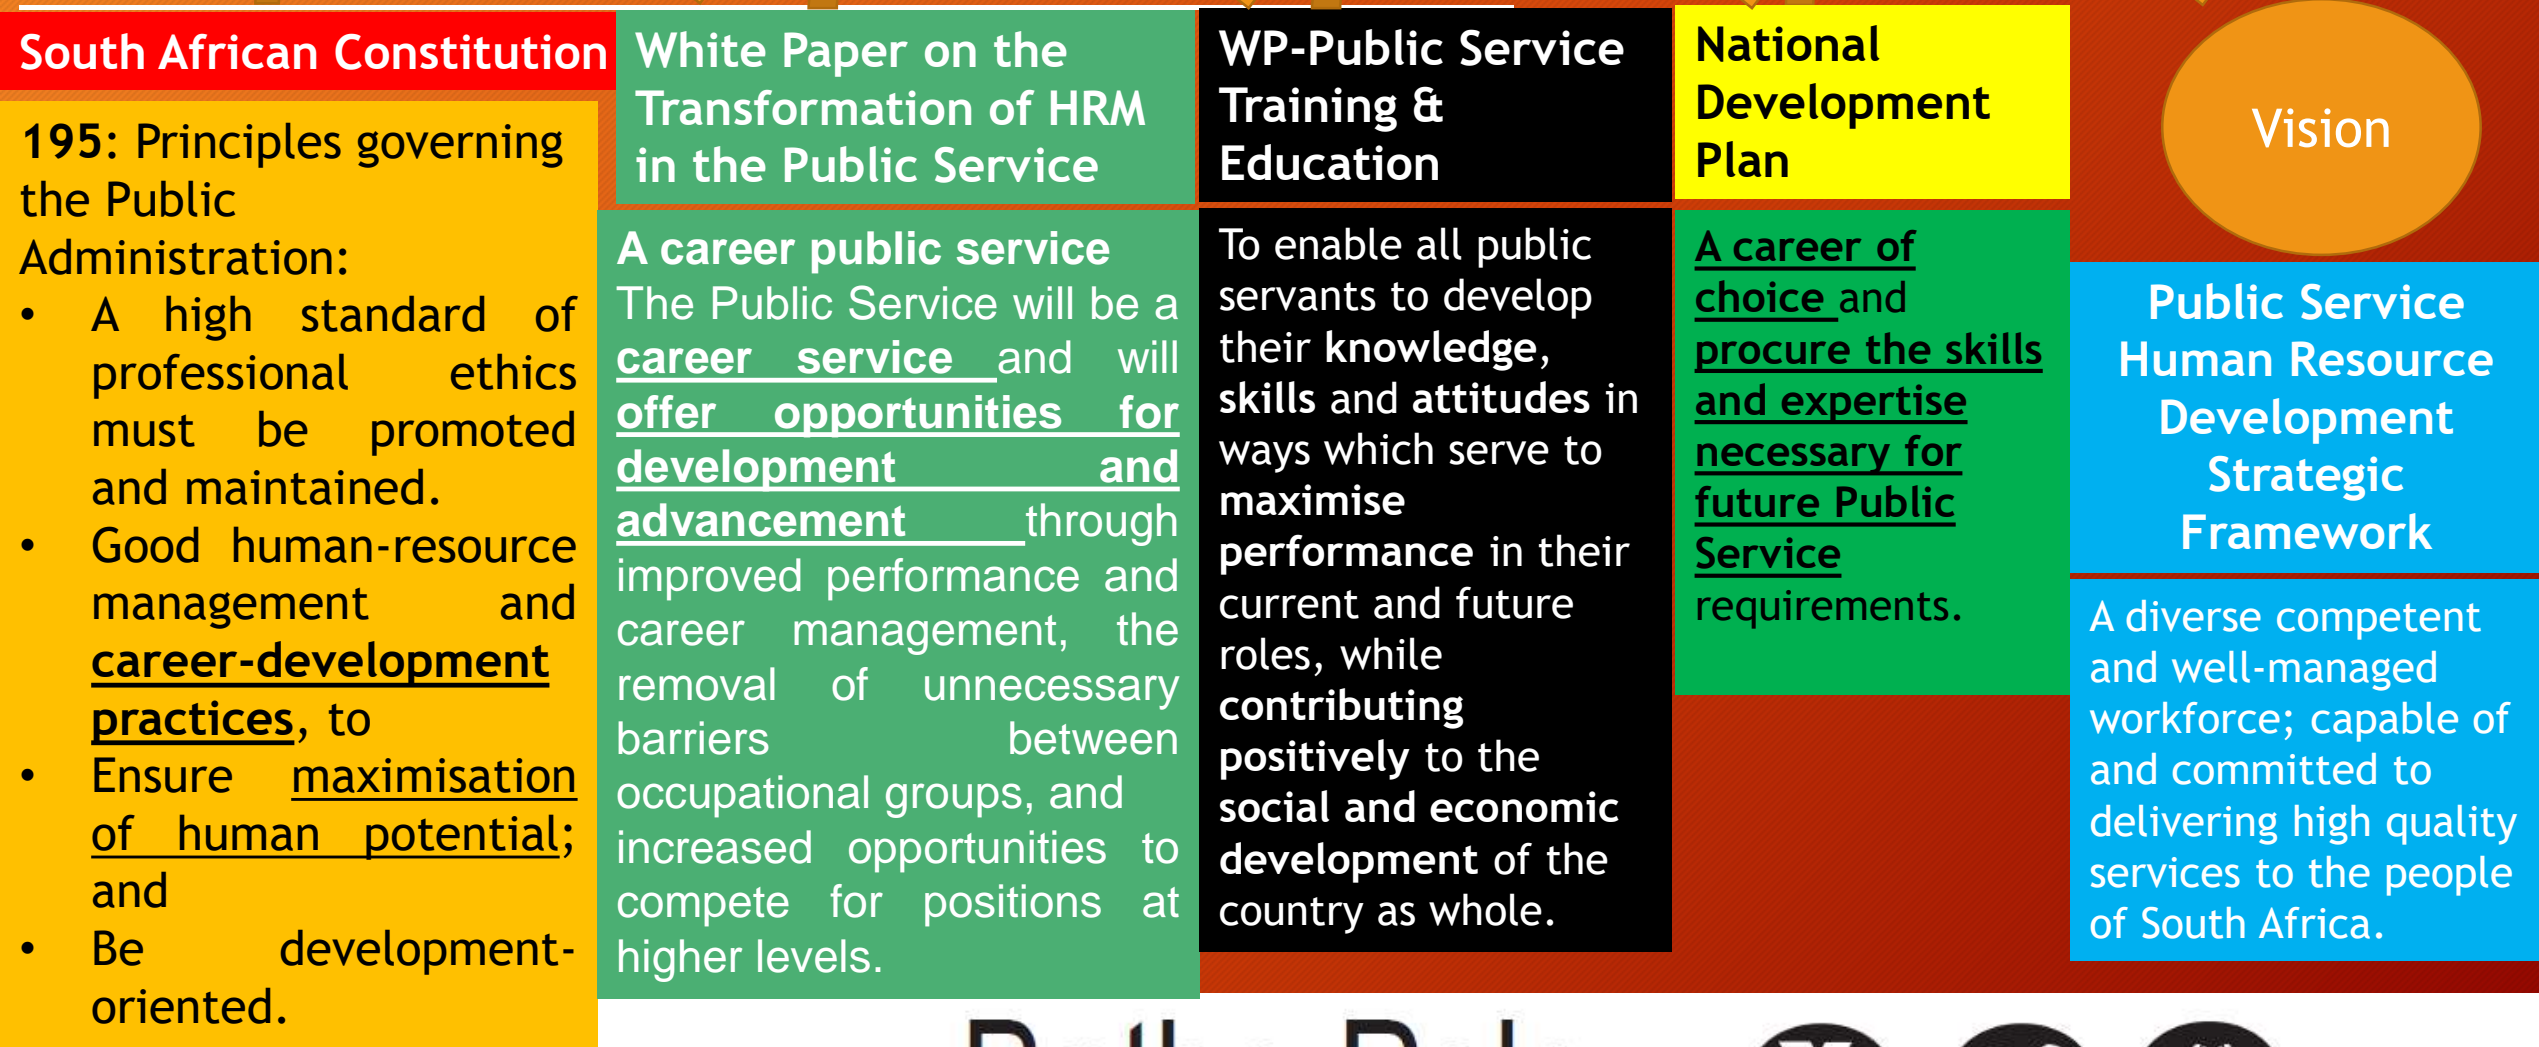 South African Constitution
195: Principles governing
the Public
Administration:
• A high standard of
professional ethics
must be promoted
and maintained.
• Good human-resource
management and
career-development
practices, to
• Ensure maximisation
of human potential;
and
• Be development-
oriented.
White Paper on the
Transformation of HRM
in the Public Service
A career public service
The Public Service will be a
career service and will
offer opportunities for
development and
advancement through
improved performance and
career management, the
removal of unnecessary
barriers between
occupational groups, and
increased opportunities to
compete for positions at
higher levels.
WP-Public Service
Training &
Education
To enable all public
servants to develop
their knowledge,
skills and attitudes in
ways which serve to
maximise
performance in their
current and future
roles, while
contributing
positively to the
social and economic
development of the
country as whole.
National
Development
Plan
A career of
choice and
procure the skills
and expertise
necessary for
future Public
Service
requirements.
Vision
Public Service
Human Resource
Development
Strategic
Framework
A diverse competent
and well-managed
workforce; capable of
and committed to
delivering high quality
services to the people
of South Africa.